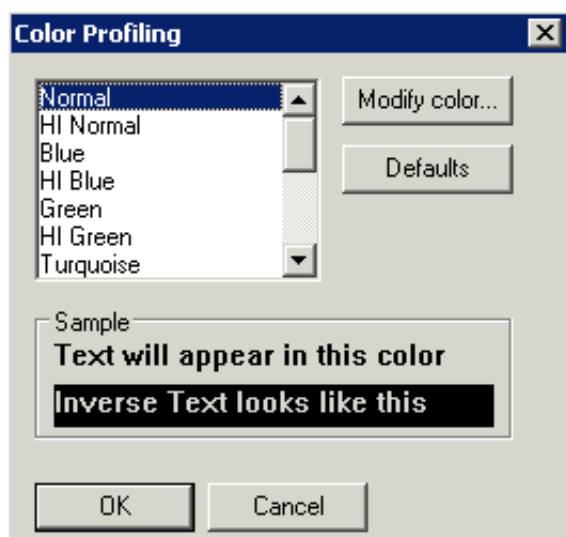 Color Profiling
Normal
HI Normal
Blue
HI Blue
Green
HI Green
Turquoise
Modify color...
Defaults
Sample
Text will appear in this color
Inverse Text looks like this
OK
Cancel